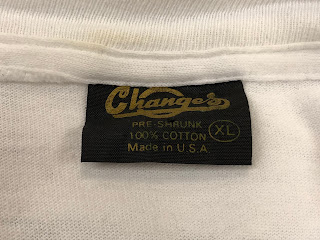 Changes
PRE-SHRUNK
100% COTTON XL
Made in U.S.A.